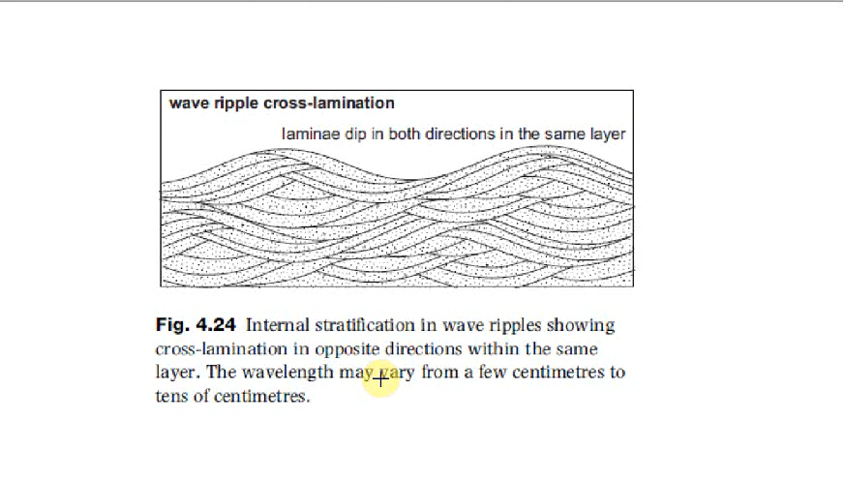 wave ripple cross-lamination
laminae dip in both directions in the same layer
Fig. 4.24 Internal stratification in wave ripples showing
cross-lamination in opposite directions within the same
layer. The wavelength may vary from a few centimetres to
tens of centimetres.